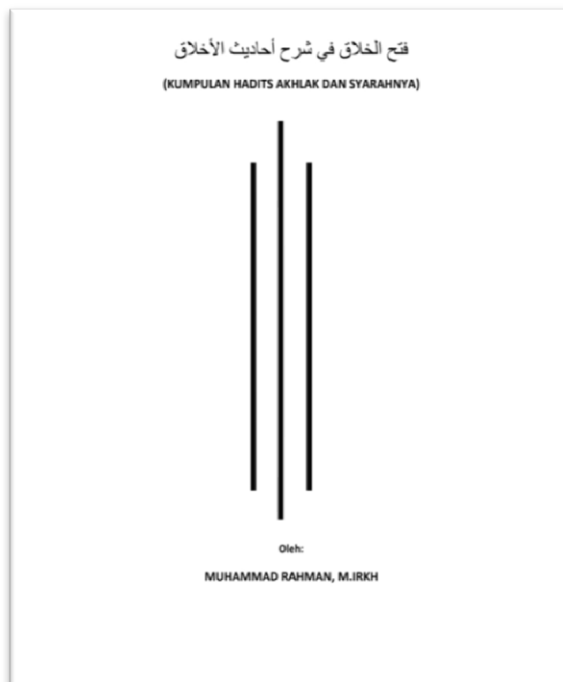 فتح الخلاق في شرح أحاديث الأخلاق
(KUMPULAN HADITS AKHLAK DAN SYARAHNYA)
Oleh:
MUHAMMAD RAHMAN, M.IRKH